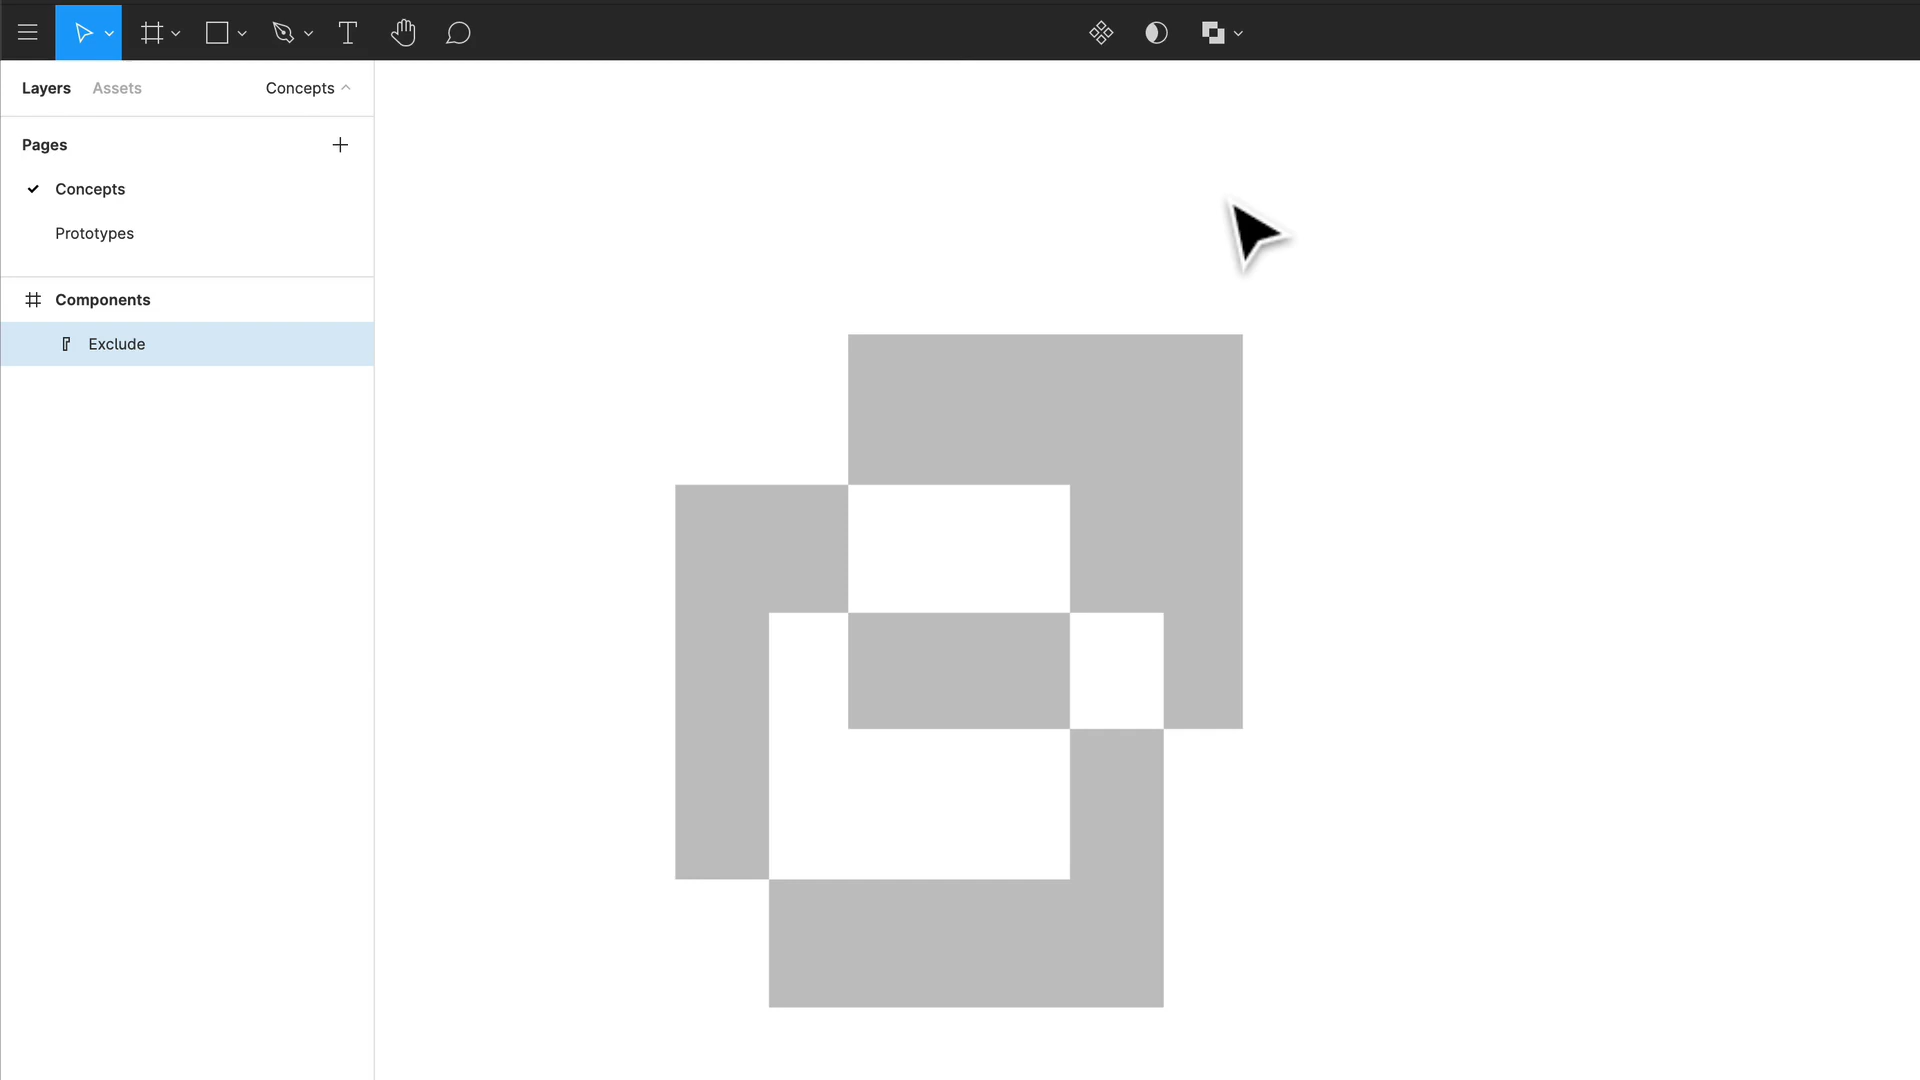 Layers Assets Concepts
Pages
Concepts
Prototypes
Components
Exclude